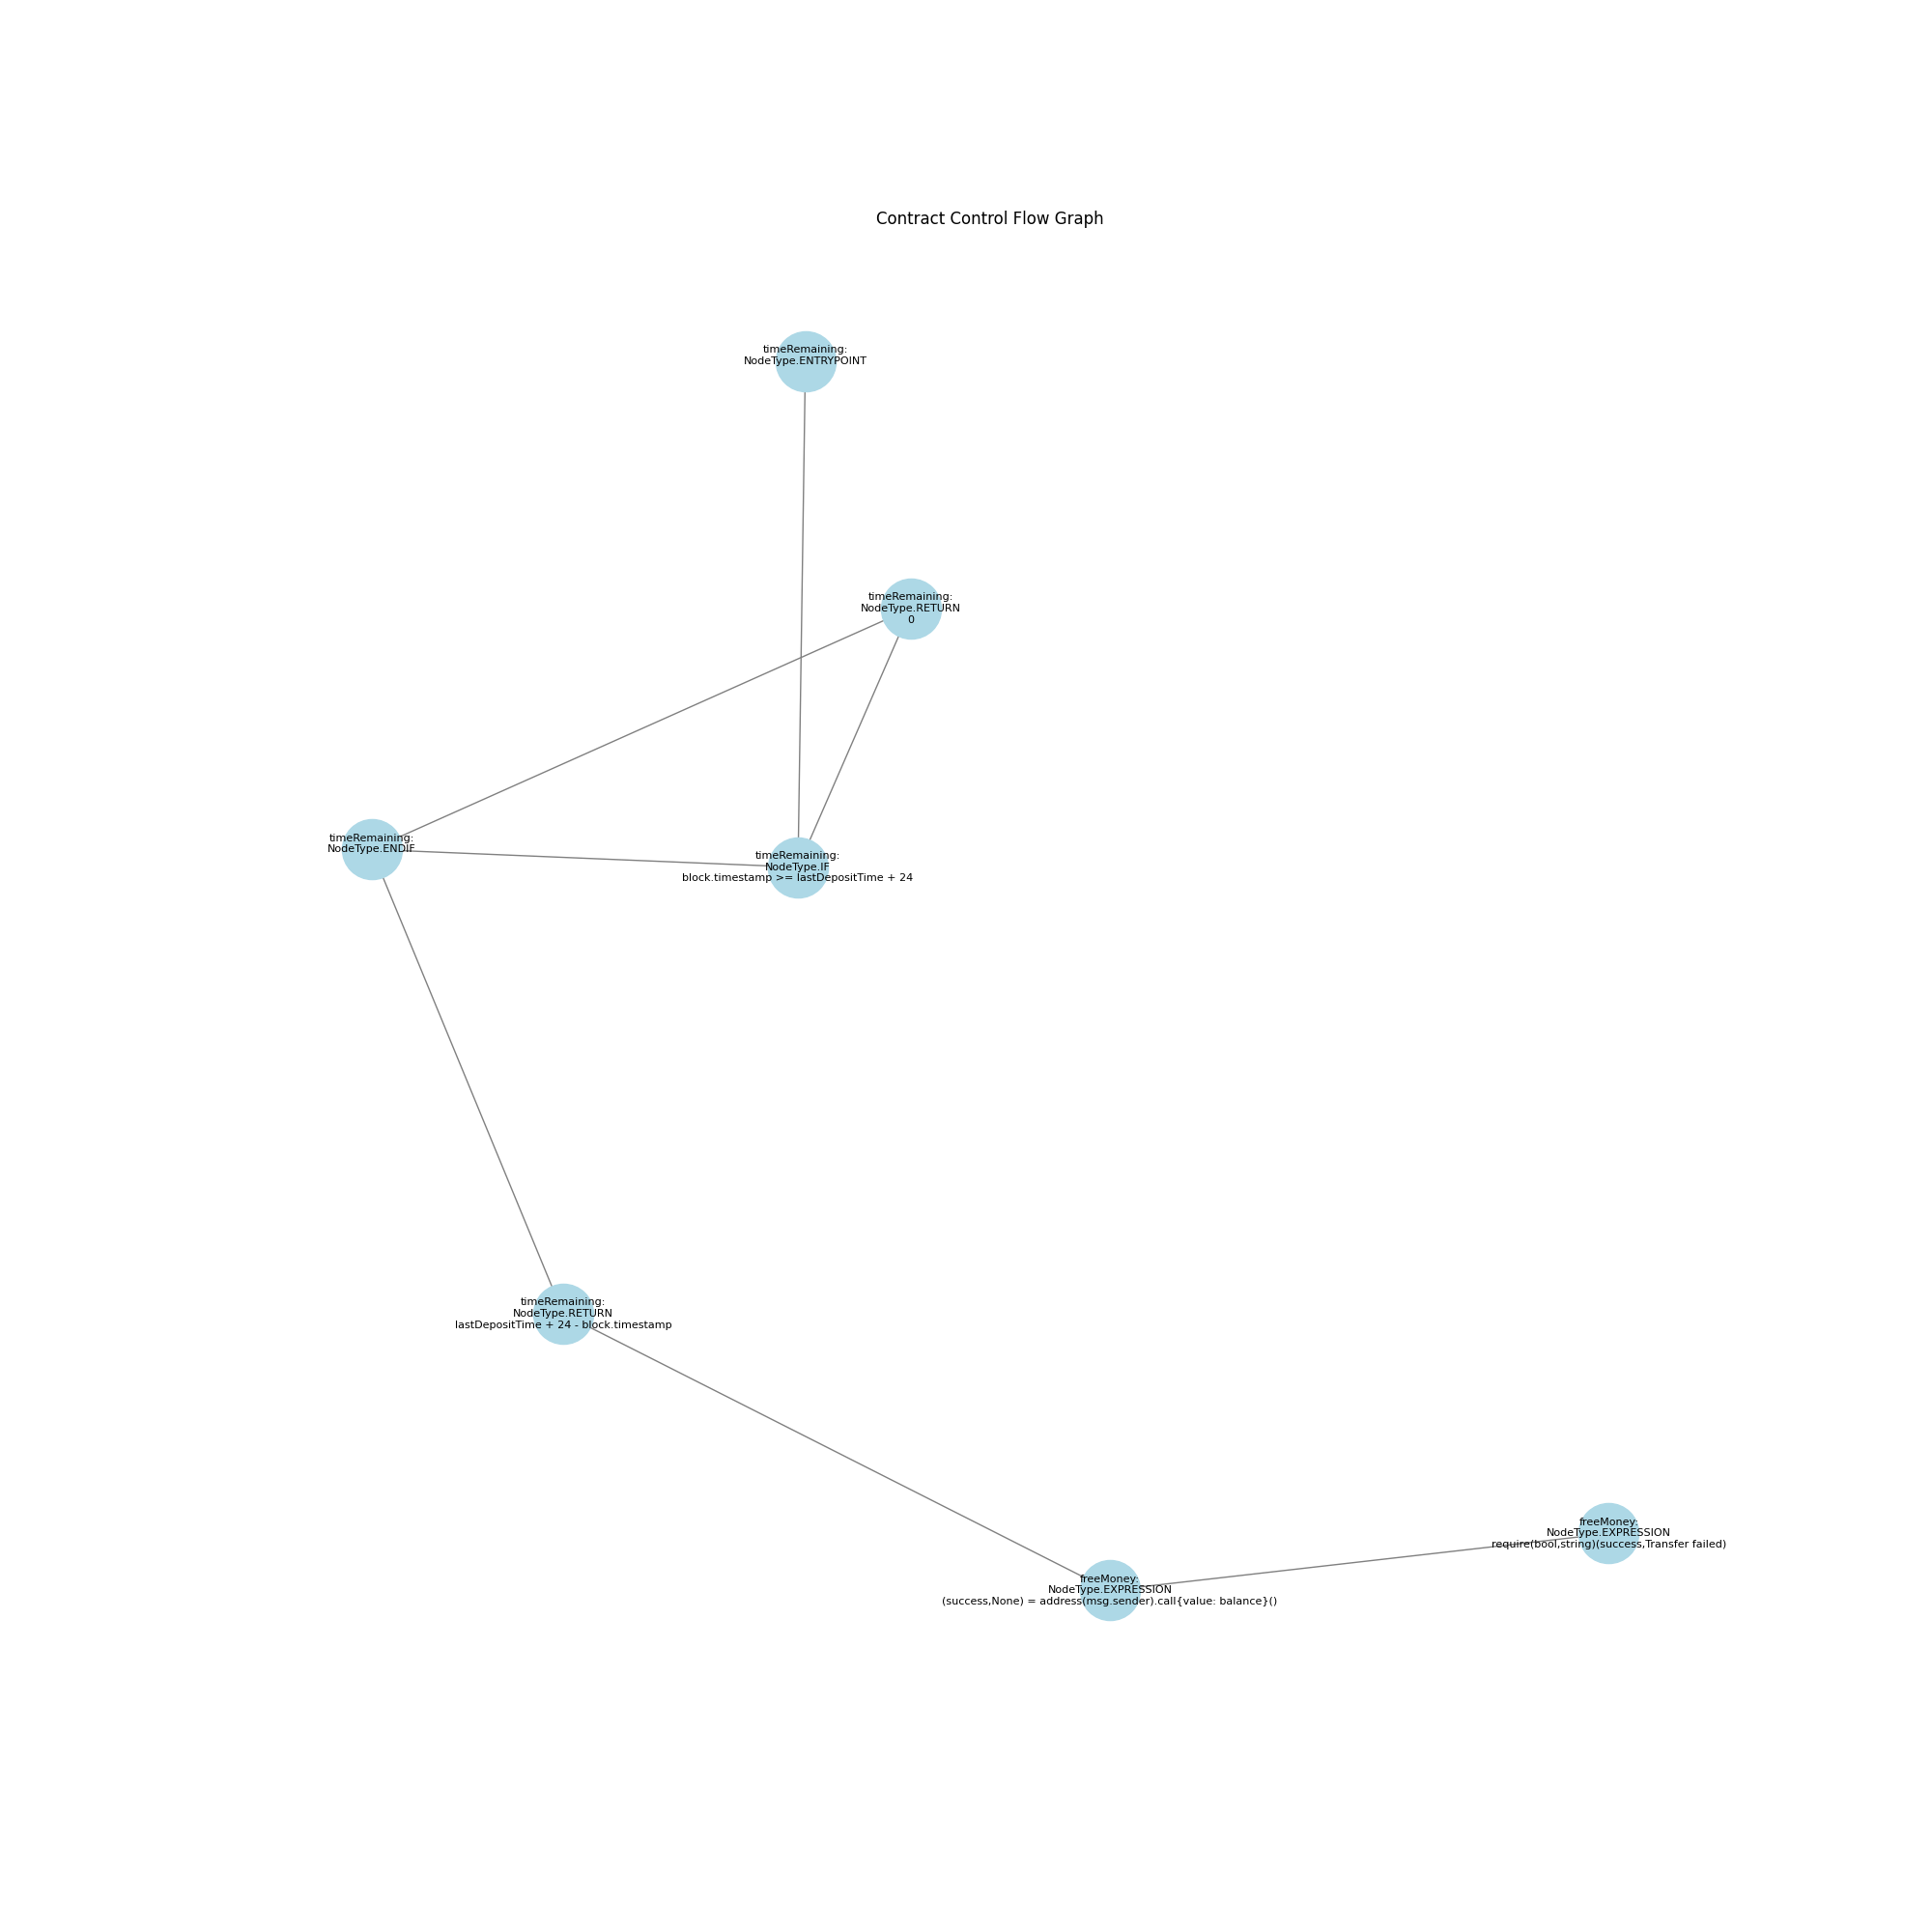 Contract Control Flow Graph
timeRemaining:
NodeType.ENTRYPOINT
timeRemaining:
NodeType.RETURN
0
timeRemaining:
NodeType.ENDIF
timeRemaining:
NodeType.IF
block.timestamp >= lastDepositTime + 24
timeRemaining:
NodeType.RETURN
lastDepositTime + 24 - block.timestamp
freeMoney:
NodeType.EXPRESSION
require(bool,string)(success,Transfer failed)
freeMoney:
NodeType.EXPRESSION
(success,None) = address(msg.sender).call{value: balance}()